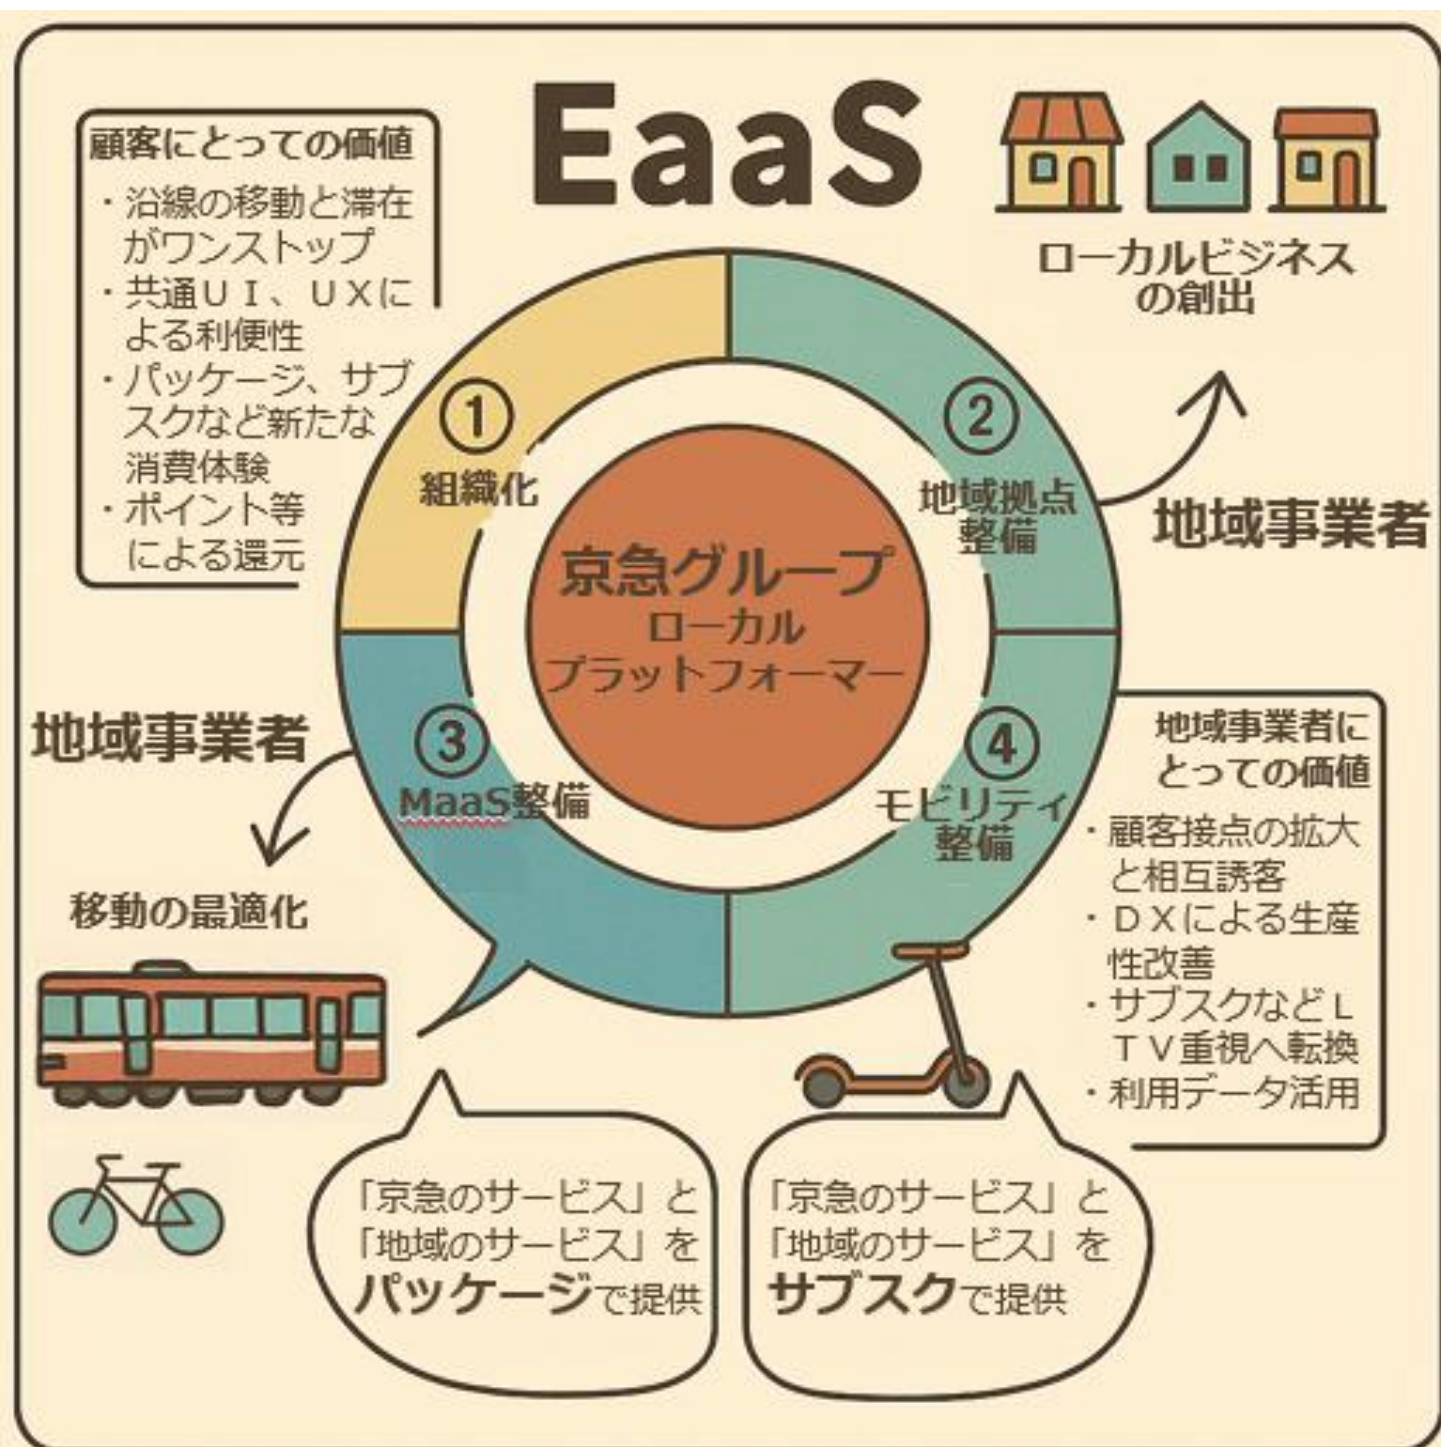 EaaS
顧客にとっての価値
・沿線の移動と滞在
がワンストップ
・共通ＵＩ、ＵＸに
よる利便性
・パッケージ、サブ
スクなど新たな
消費体験
・ポイント等
による還元
ローカルビジネス
の創出
地域事業者
①
組織化
②
地域拠点
整備
京急グループ
ローカル
プラットフォーマー
③
MaaS整備
④
モビリティ
整備
地域事業者
移動の最適化
地域事業者に
とっての価値
・顧客接点の拡大
と相互誘客
・ＤＸによる生産
性改善
・サブスクなどＬ
ＴＶ重視へ転換
・利用データ活用
「京急のサービス」と
「地域のサービス」を
パッケージで提供
「京急のサービス」と
「地域のサービス」を
サブスクで提供